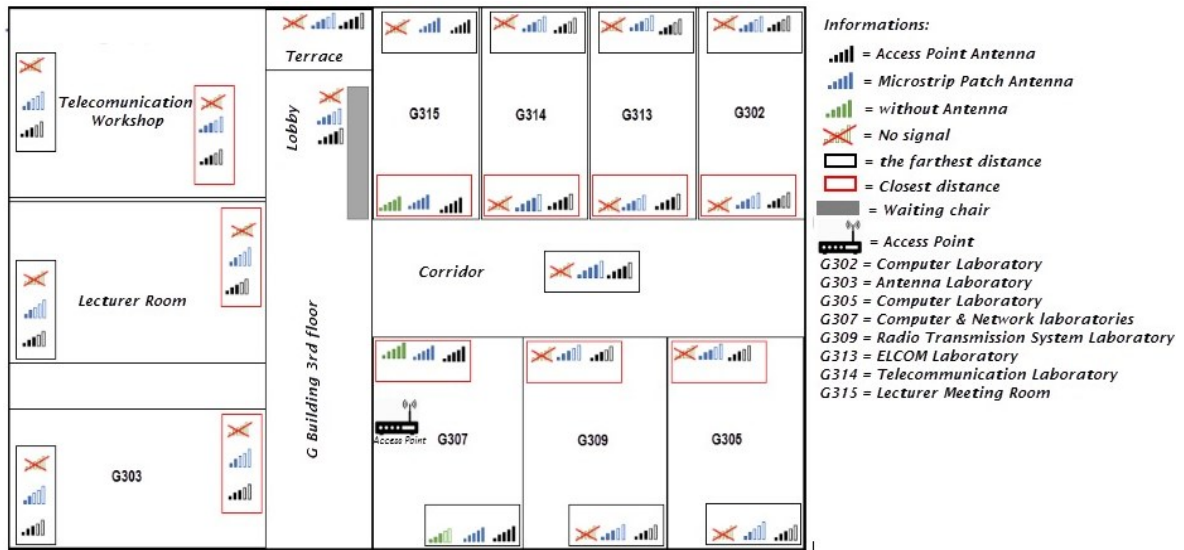 Telecomunication
Workshop
Lecturer Room
G303
Terrace
Lobby
G Building 3rd floor
G315
G314
G313
G302
Corridor
Access Point
G307
G309
G305
Informations:
= Access Point Antenna
= Microstrip Patch Antenna
= without Antenna
= No signal
= the farthest distance
= Closest distance
= Waiting chair
= Access Point
G302 = Computer Laboratory
G303 = Antenna Laboratory
G305 = Computer Laboratory
G307 = Computer & Network laboratories
G309 = Radio Transmission System Laboratory
G313 = ELCOM Laboratory
G314 = Telecommunication Laboratory
G315 = Lecturer Meeting Room